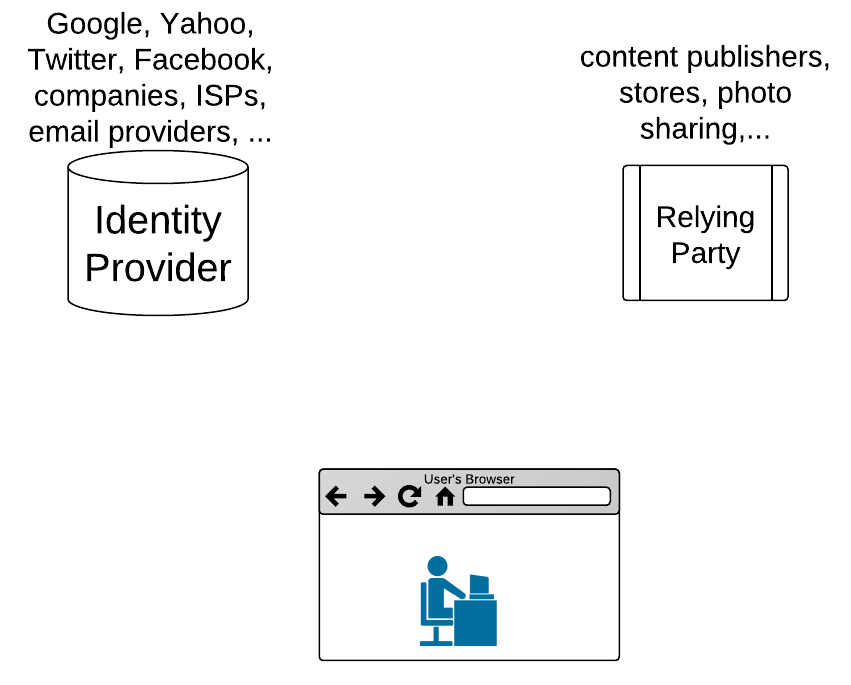 Google, Yahoo,
Twitter, Facebook,
companies, ISPs,
email providers, ...
Identity
Provider
content publishers,
stores, photo
sharing,...
Relying
Party
User's Browser